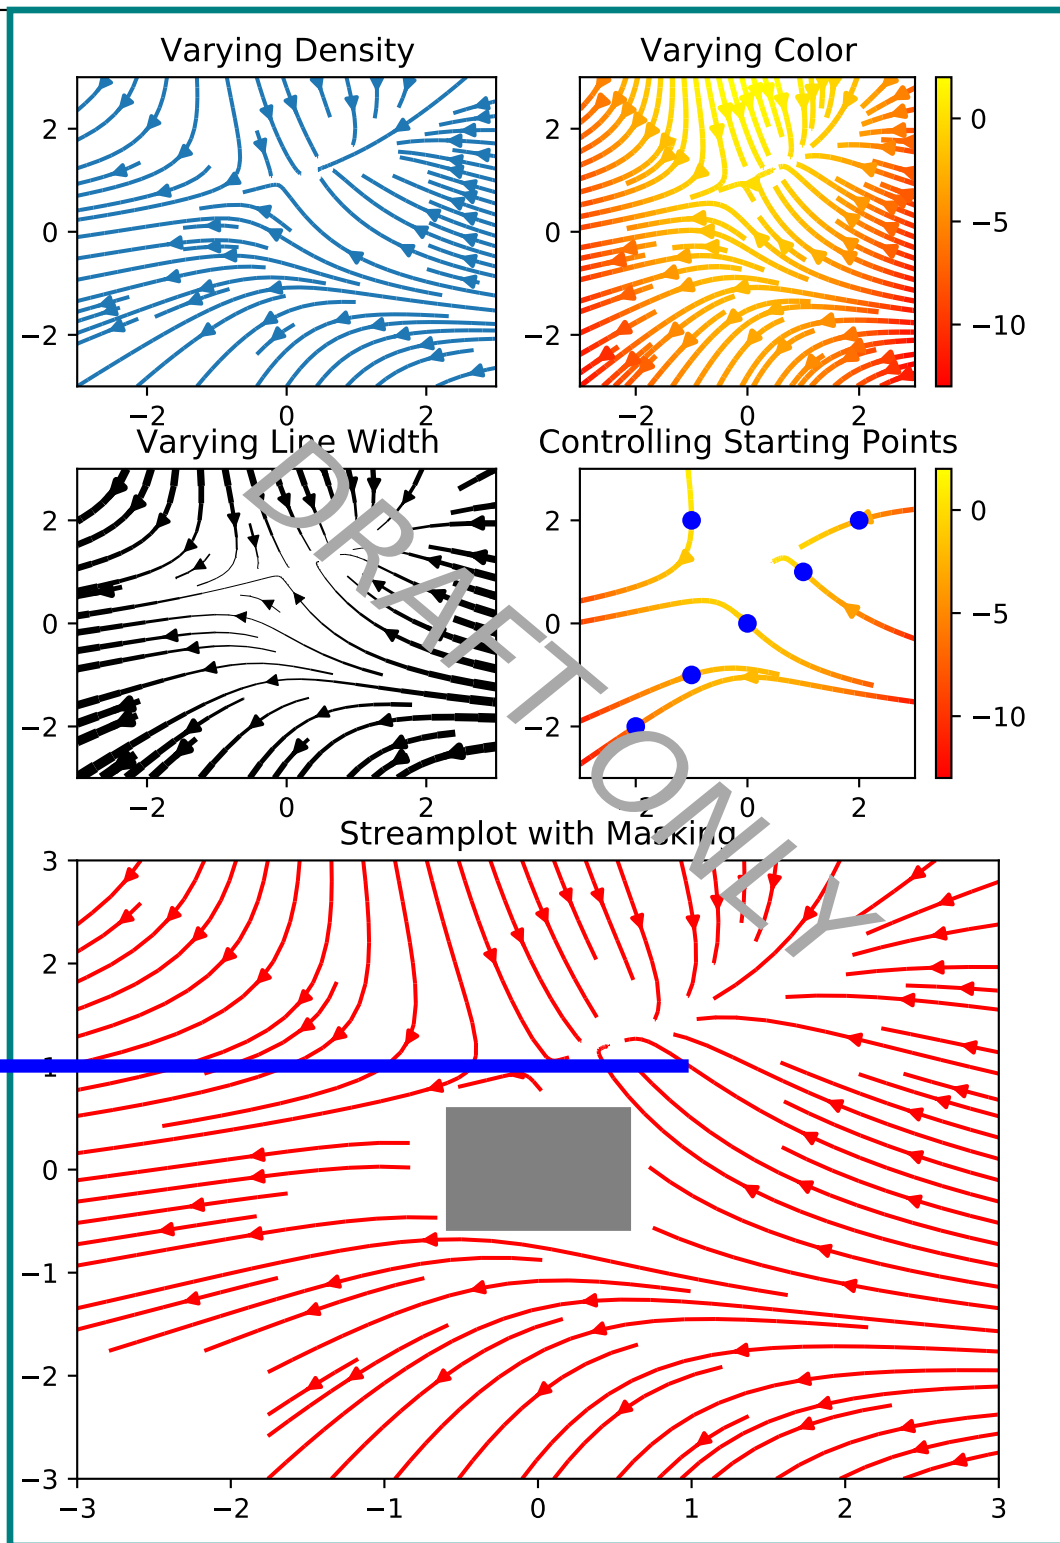 Varying Density
Varying Color
2
0
−2
−2 0 2
2
0
−2
−2 0 2
0
−5
−10
Varying Line Width
Controlling Starting Points
2
0
−2
−2 0 2
2
0
−2
−2 0 2
0
−5
−10
DRAFT ONLY
Streamplot with Masking
3
2
1
0
−1
−2
−3
−3 −2 −1 0 1 2 3